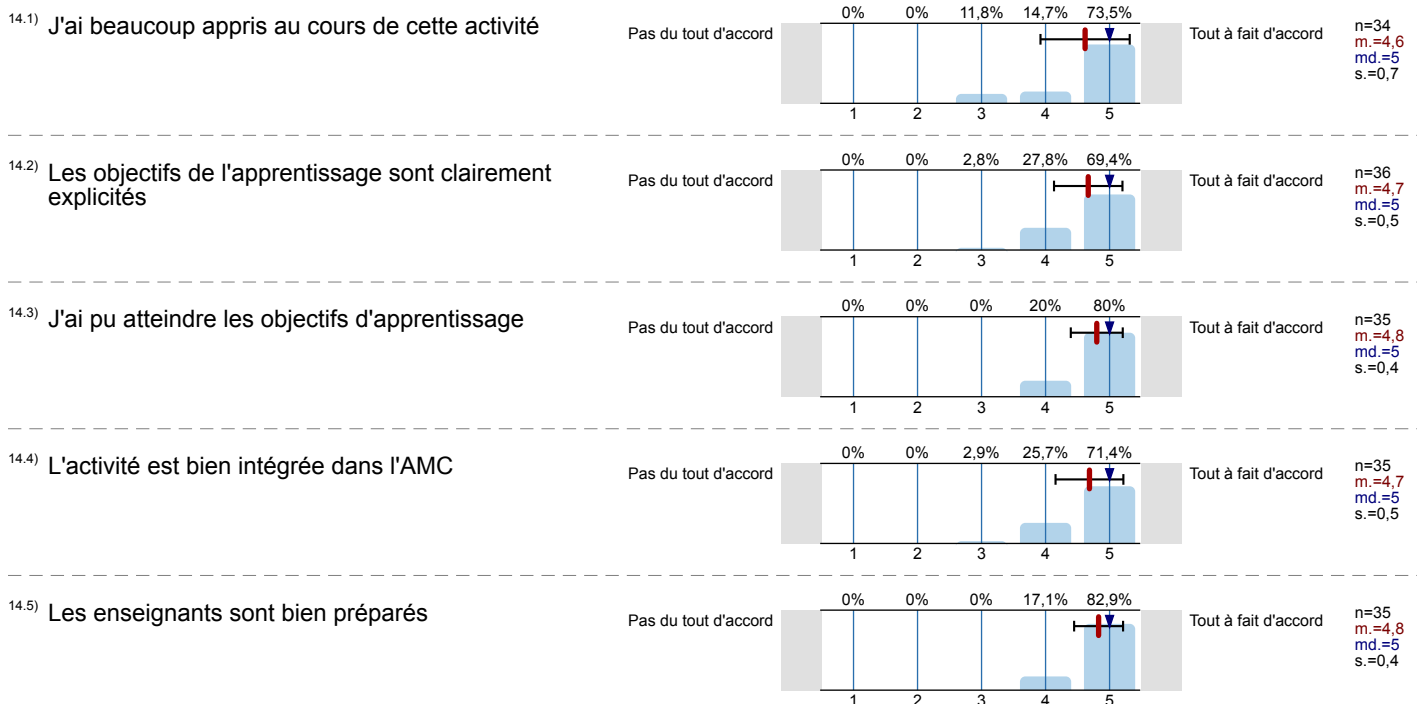 14.1) J'ai beaucoup appris au cours de cette activité
0% 0% 11,8% 14,7% 73,5%
Pas du tout d'accord
Tout à fait d'accord
n=34
m.=4,6
md.=5
s.=0,7
1 2 3 4 5
14.2) Les objectifs de l'apprentissage sont clairement
explicités
0% 0% 2,8% 27,8% 69,4%
Pas du tout d'accord
Tout à fait d'accord
n=36
m.=4,7
md.=5
s.=0,5
1 2 3 4 5
14.3) J'ai pu atteindre les objectifs d'apprentissage
0% 0% 0% 20% 80%
Pas du tout d'accord
Tout à fait d'accord
n=35
m.=4,8
md.=5
s.=0,4
1 2 3 4 5
14.4) L'activité est bien intégrée dans l'AMC
0% 0% 2,9% 25,7% 71,4%
Pas du tout d'accord
Tout à fait d'accord
n=35
m.=4,7
md.=5
s.=0,5
1 2 3 4 5
14.5) Les enseignants sont bien préparés
0% 0% 0% 17,1% 82,9%
Pas du tout d'accord
Tout à fait d'accord
n=35
m.=4,8
md.=5
s.=0,4
1 2 3 4 5